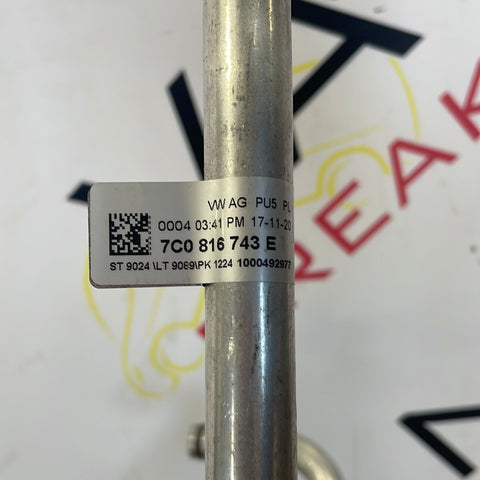 VW AG PU5 PL
0004 03:41 PM 17-11-20
7C0 816 743 E
ST 9024 \LT 9069\PK 1224 1000492977